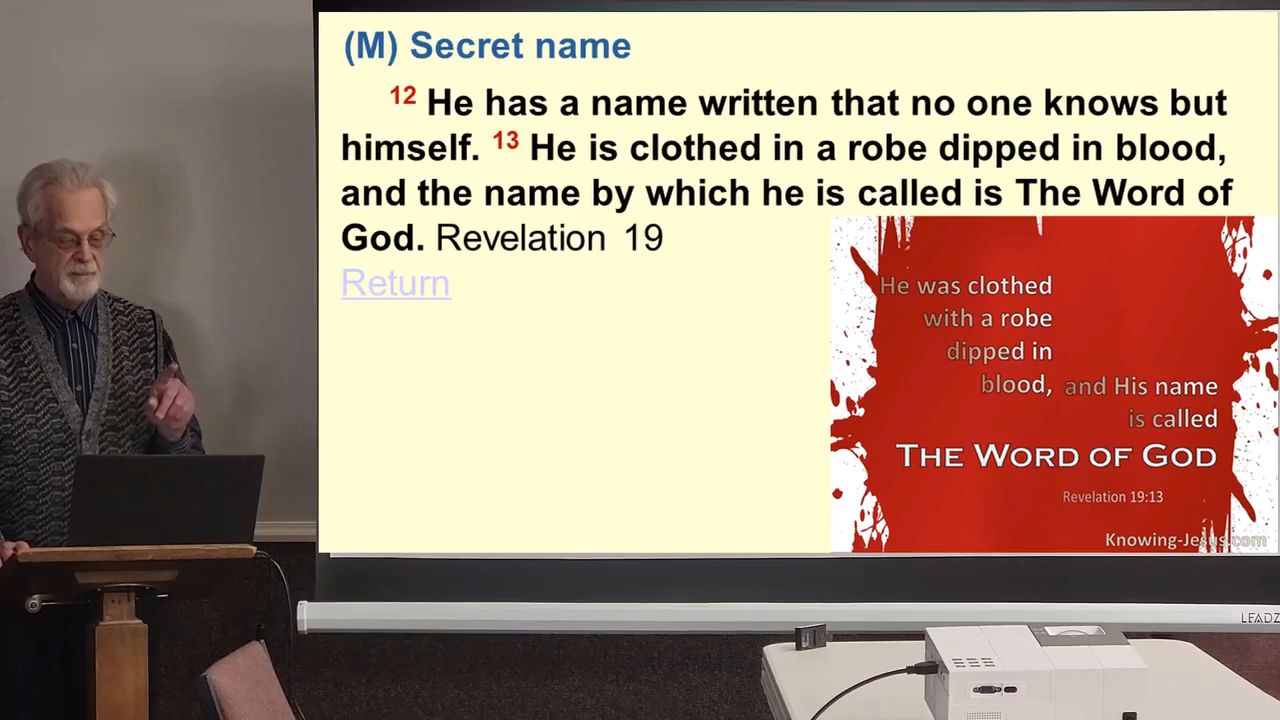 (M) Secret name
12 He has a name written that no one knows but
himself. 13 He is clothed in a robe dipped in blood,
and the name by which he is called is The Word of
God. Revelation 19
Return
He was clothed
with a robe
dipped in
blood, and His name
is called
THE WORD OF GOD
Revelation 19:13
Knowing-Jesus.com
LEADZ